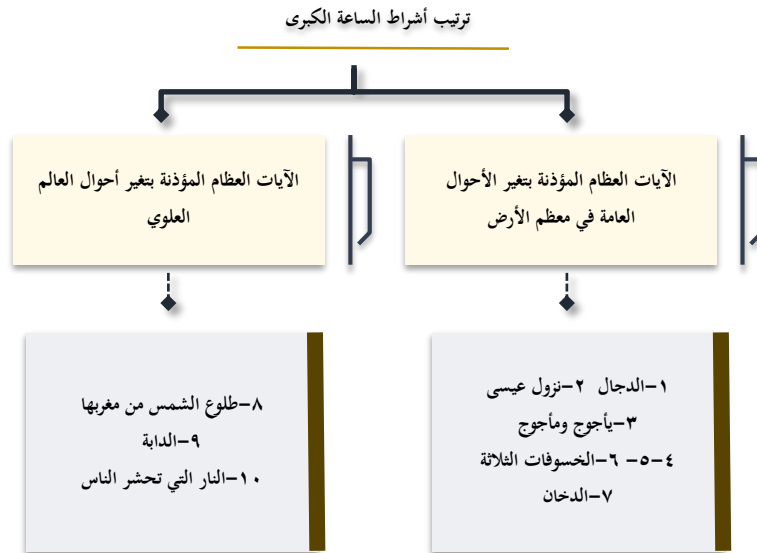 ترتيب أشراط الساعة الكبرى
الآيات العظام المؤذنة بتغير الأحوال
العامة في معظم الأرض
الآيات العظام المؤذنة بتغير أحوال العالم
العلوي
١-الدجال ٢-نزول عيسى
٣-يأجوج ومأجوج
٤-٥- ٦-الخسوفات الثلاثة
٧-الدخان
٨-طلوع الشمس من مغربها
٩-الدابة
١٠-النار التي تحشر الناس